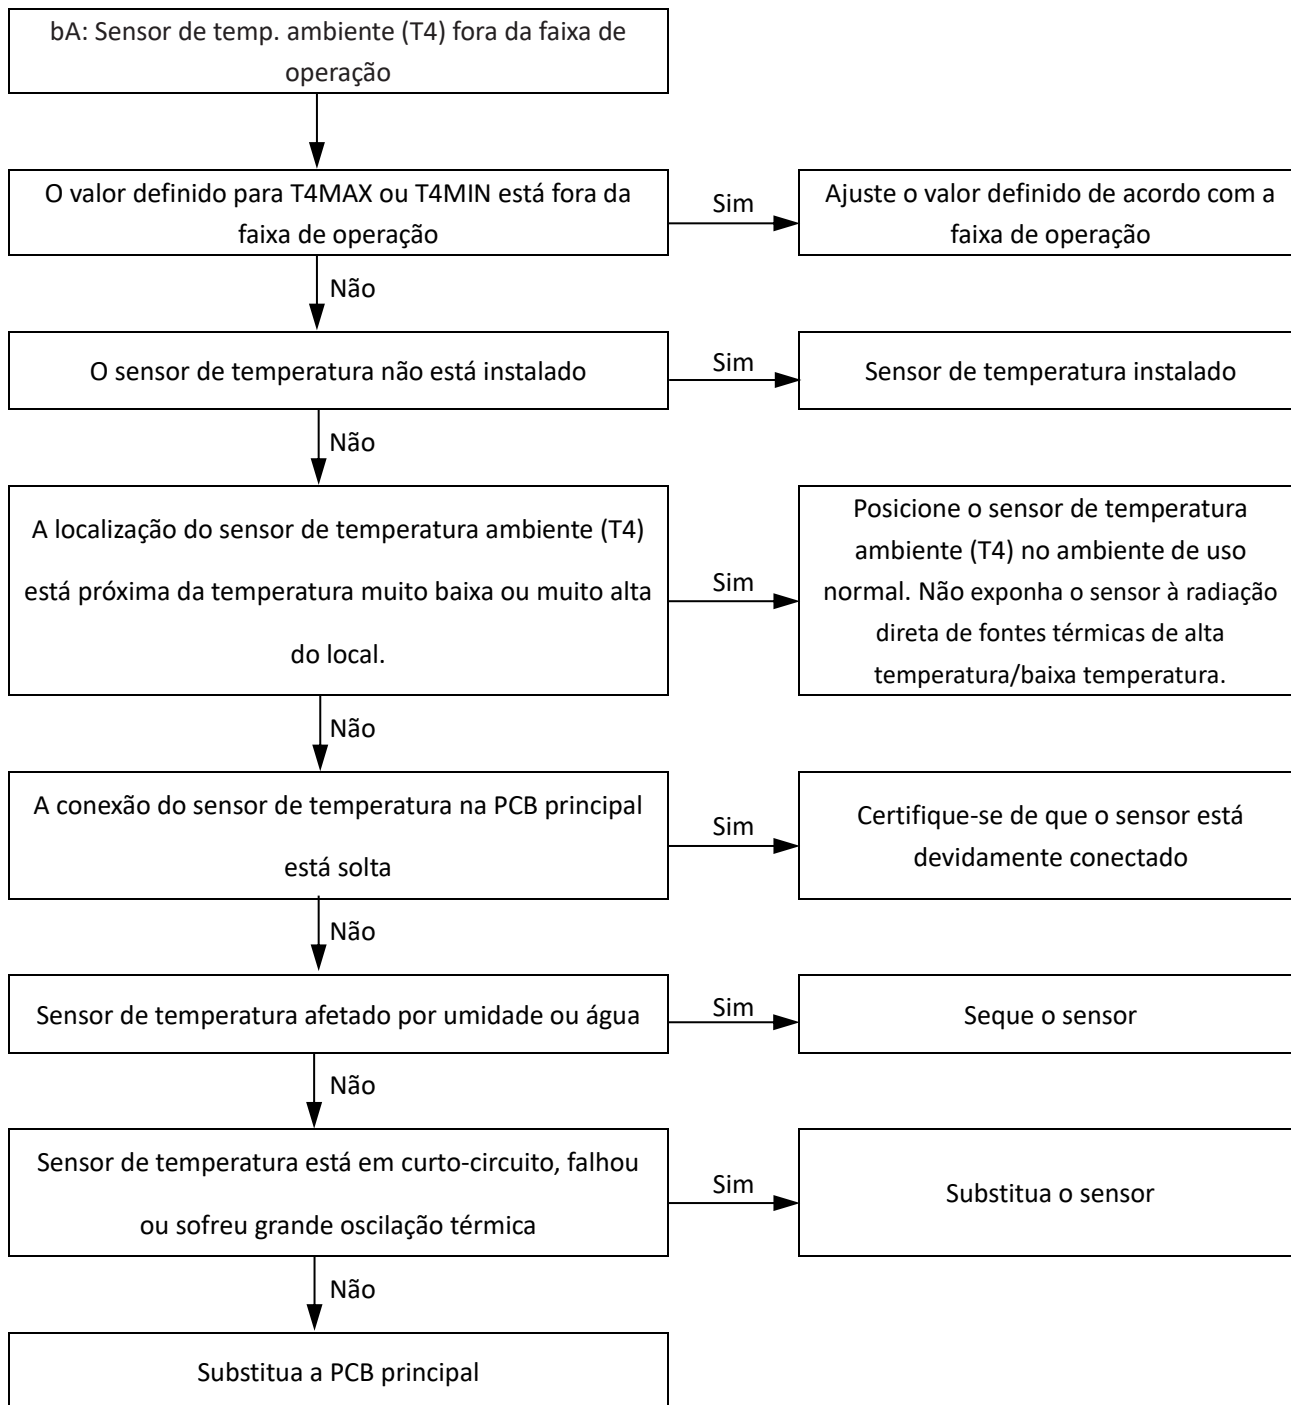 bA: Sensor de temp. ambiente (T4) fora da faixa de
operação
O valor definido para T4MAX ou T4MIN está fora da
faixa de operação
Sim
Ajuste o valor definido de acordo com a
faixa de operação
Não
O sensor de temperatura não está instalado
Sim
Sensor de temperatura instalado
Não
A localização do sensor de temperatura ambiente (T4)
está próxima da temperatura muito baixa ou muito alta
do local.
Sim
Posicione o sensor de temperatura
ambiente (T4) no ambiente de uso
normal. Não exponha o sensor à radiação
direta de fontes térmicas de alta
temperatura/baixa temperatura.
Não
A conexão do sensor de temperatura na PCB principal
está solta
Sim
Certifique-se de que o sensor está
devidamente conectado
Não
Sensor de temperatura afetado por umidade ou água
Sim
Seque o sensor
Não
Sensor de temperatura está em curto-circuito, falhou
ou sofreu grande oscilação térmica
Sim
Substitua o sensor
Não
Substitua a PCB principal